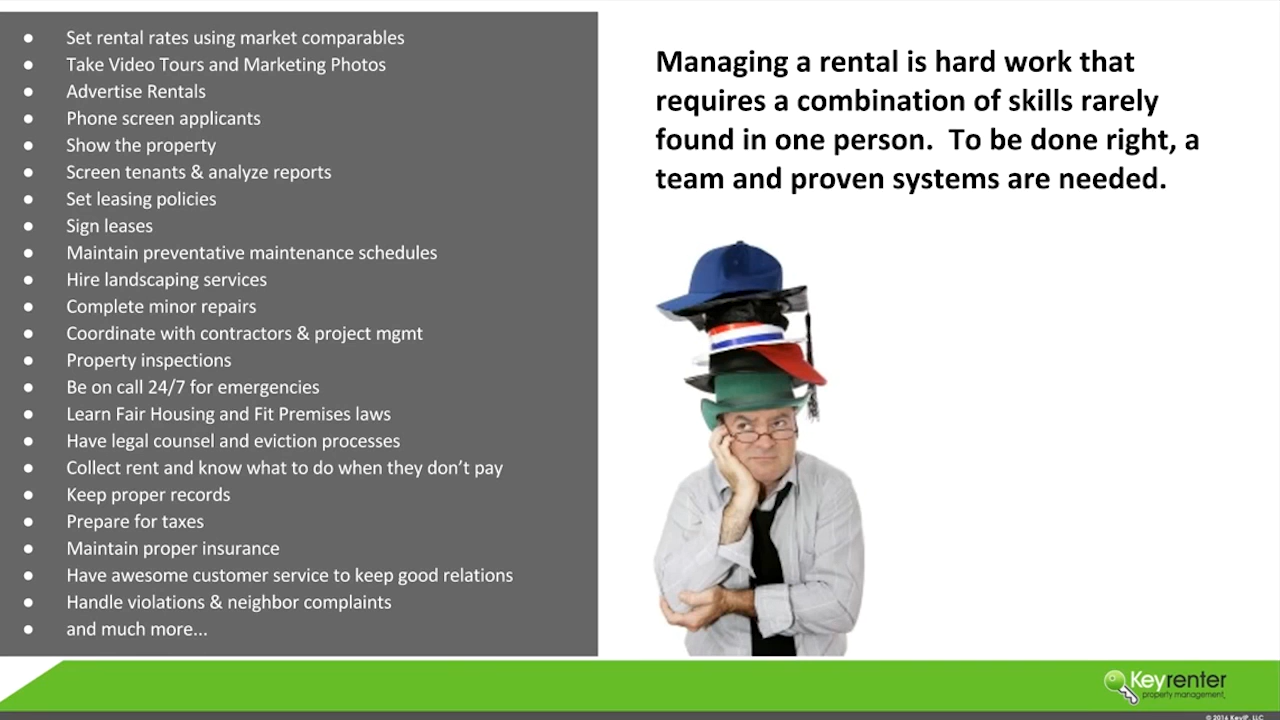 ● Set rental rates using market comparables
● Take Video Tours and Marketing Photos
● Advertise Rentals
● Phone screen applicants
● Show the property
● Screen tenants & analyze reports
● Set leasing policies
● Sign leases
● Maintain preventative maintenance schedules
● Hire landscaping services
● Complete minor repairs
● Coordinate with contractors & project mgmt
● Property inspections
● Be on call 24/7 for emergencies
● Learn Fair Housing and Fit Premises laws
● Have legal counsel and eviction processes
● Collect rent and know what to do when they don’t pay
● Keep proper records
● Prepare for taxes
● Maintain proper insurance
● Have awesome customer service to keep good relations
● Handle violations & neighbor complaints
● and much more...
Managing a rental is hard work that
requires a combination of skills rarely
found in one person.  To be done right, a
team and proven systems are needed.
Keyrenter
property management
© 2016 KeyIP, LLC